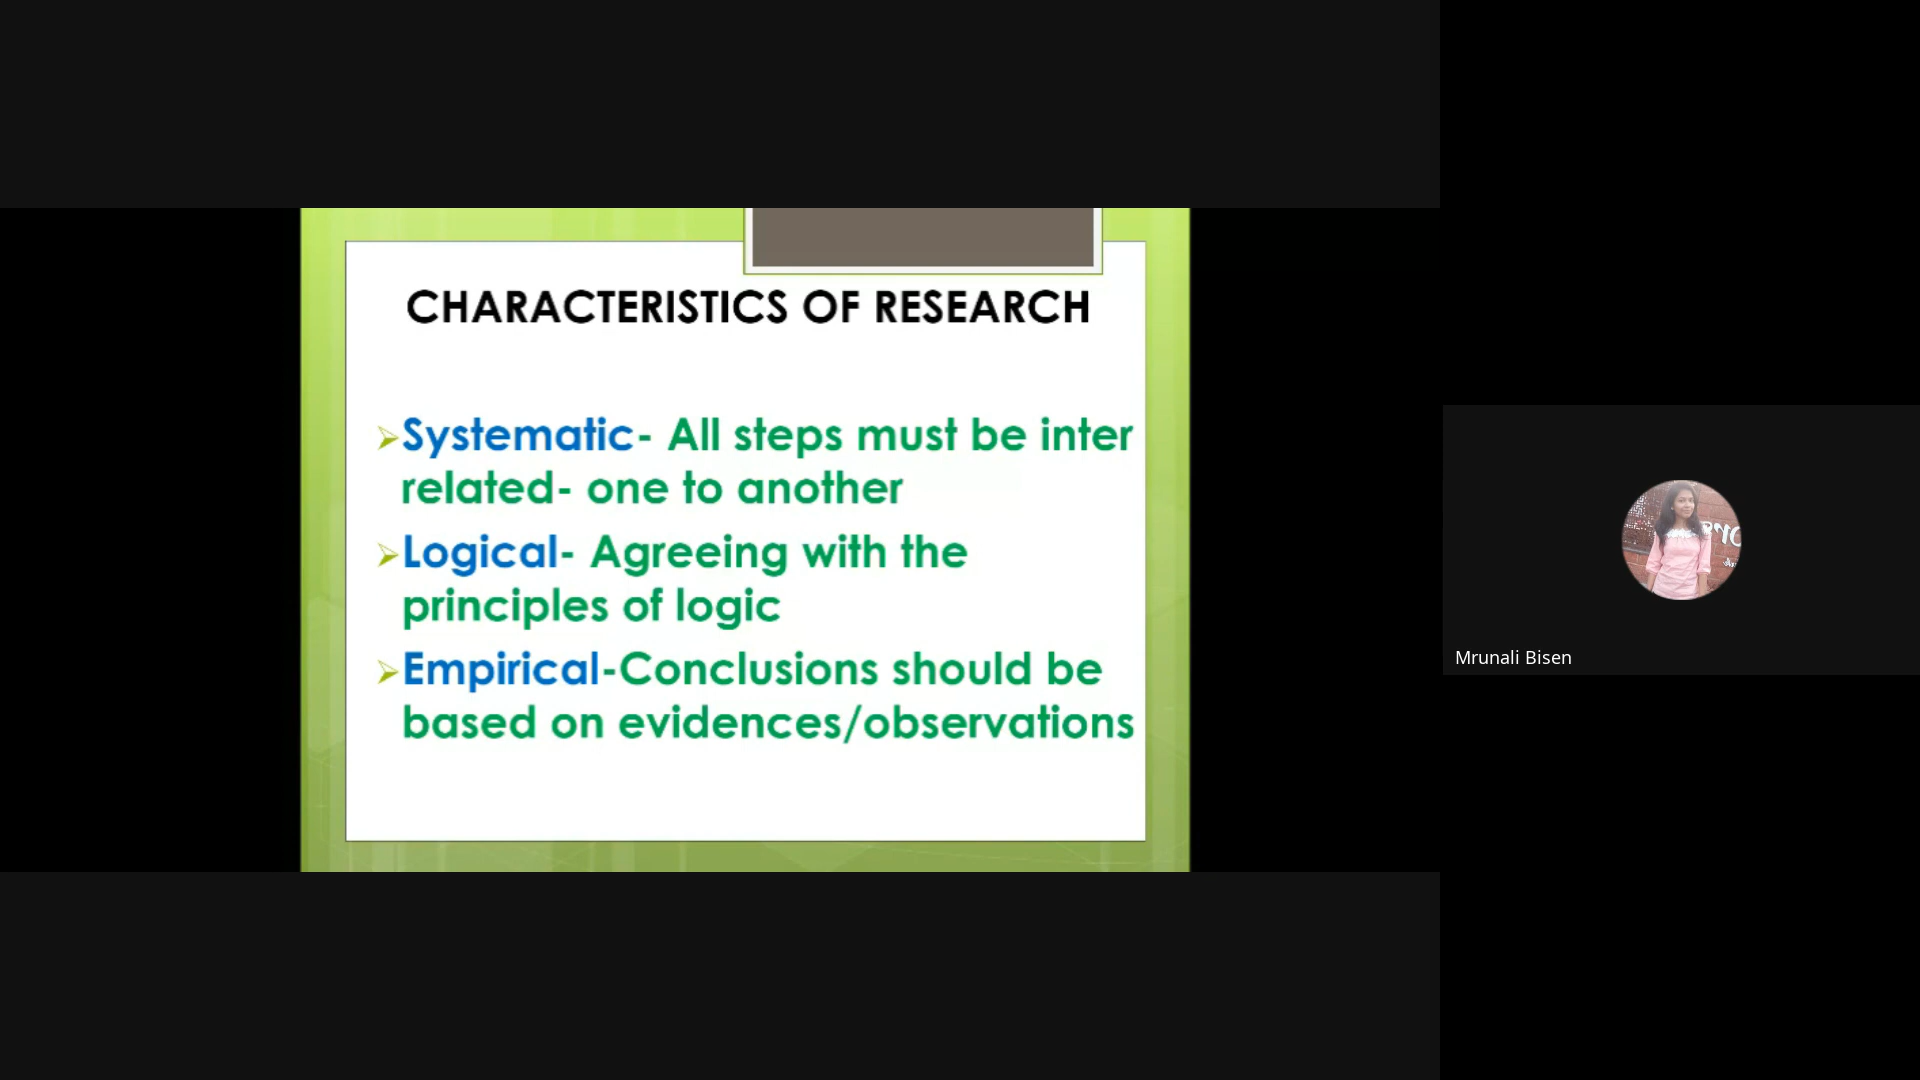 CHARACTERISTICS OF RESEARCH
➢Systematic- All steps must be inter
related- one to another
➢Logical- Agreeing with the
principles of logic
➢Empirical-Conclusions should be
based on evidences/observations
Mrunali Bisen